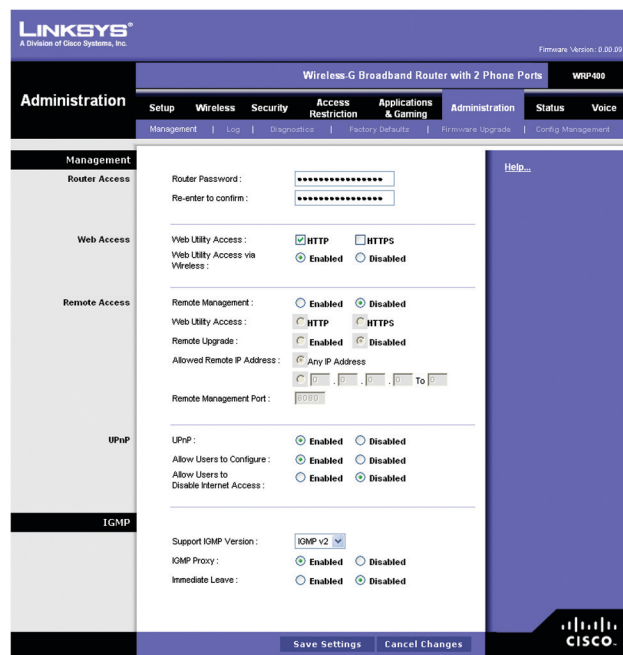 LINKSYS®
A Division of Cisco Systems, Inc.
Firmware Version: 0.00.09
Wireless-G Broadband Router with 2 Phone Ports WRP400
Administration
Setup Wireless Security Access Restriction Applications & Gaming Administration Status Voice
Management | Log | Diagnostics | Factory Defaults | Firmware Upgrade | Config Management
Management
Help...
Router Access
Router Password :
Re-enter to confirm :
Web Access
Web Utility Access : HTTP HTTPS
Web Utility Access via
Wireless : Enabled Disabled
Remote Access
Remote Management : Enabled Disabled
Web Utility Access : HTTP HTTPS
Remote Upgrade : Enabled Disabled
Allowed Remote IP Address : Any IP Address
0 . 0 . 0 . 0 To 0
Remote Management Port : 8080
UPnP
UPnP : Enabled Disabled
Allow Users to Configure : Enabled Disabled
Allow Users to
Disable Internet Access : Enabled Disabled
IGMP
Support IGMP Version : IGMP v2
IGMP Proxy : Enabled Disabled
Immediate Leave : Enabled Disabled
Save Settings Cancel Changes
CISCO.